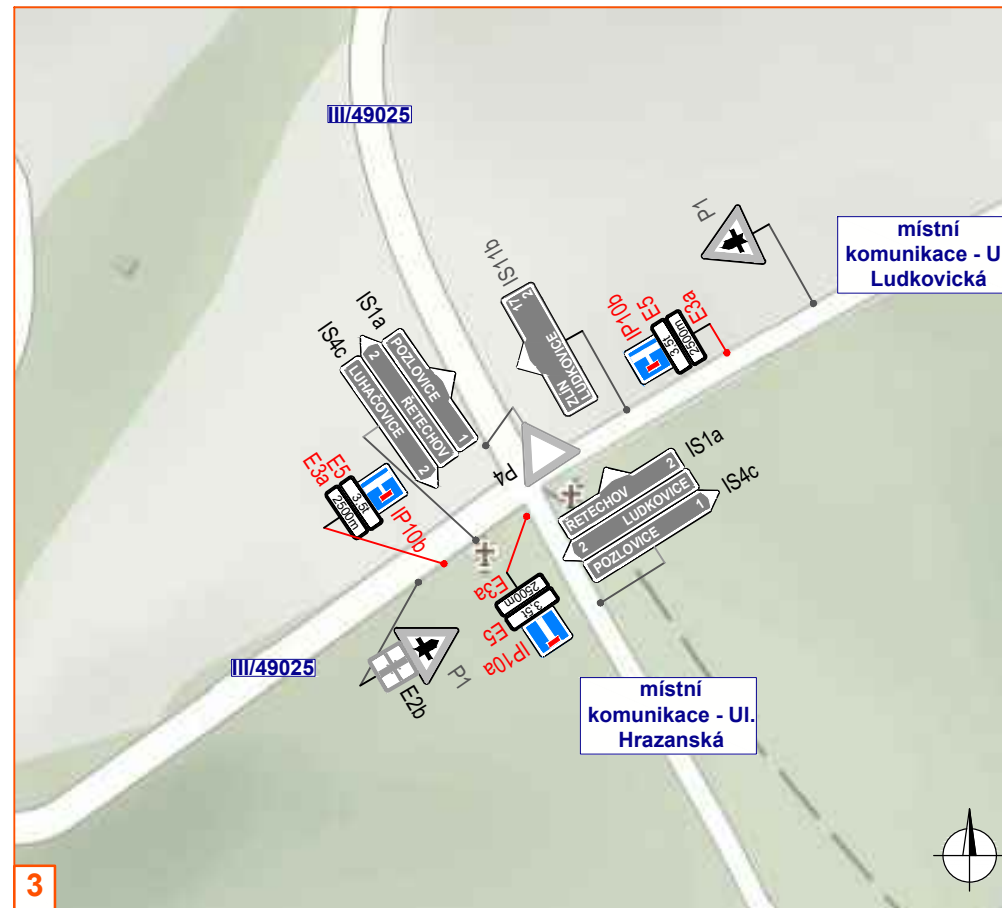 III/49025
P1
místní
komunikace - U
Ludkovická
IS11b
17 2
ZLÍN
LUDKOVICE
IP10b
E5
E3a
3.5t
2500m
IS1a
IS4c
POZLOVICE 1
2 ŘETECHOV
LUHAČOVICE 2
P4
IS1a
IS4c
ŘETECHOV 2
2 LUDKOVICE
POZLOVICE 1
E3a
E5
IP10b
2500m
3.5t
E3a
E5
IP10a
2500m
3.5t
P1
E2b
III/49025
místní
komunikace - Ul.
Hrazanská
3